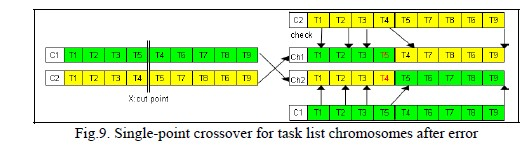 C2 T1 T2 T3 T4 T5 T7 T8 T6 T9
check
C1 T1 T2 T3 T5 T4 T6 T7 T8 T9
Ch1 T1 T2 T3 T5 T4 T7 T8 T6 T9
C2 T1 T2 T3 T4 T5 T7 T8 T6 T9
Ch2 T1 T2 T3 T4 T5 T6 T7 T8 T9
X:cut point
C1 T1 T2 T3 T5 T4 T6 T7 T8 T9
Fig.9. Single-point crossover for task list chromosomes after error